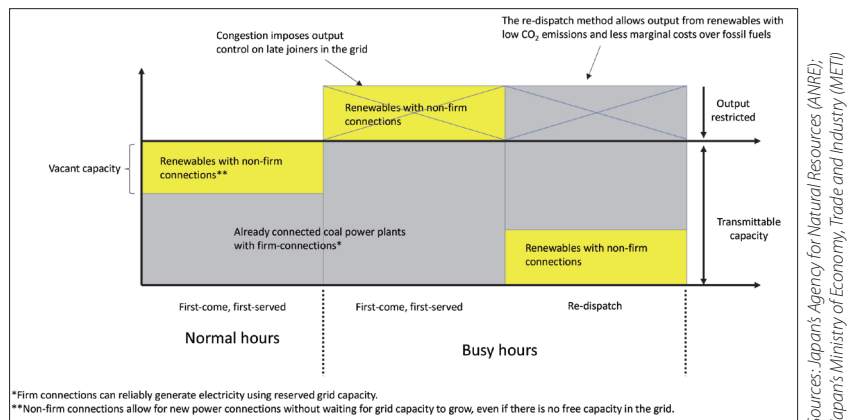 Congestion imposes output
control on late joiners in the grid
The re-dispatch method allows output from renewables with
low CO₂ emissions and less marginal costs over fossil fuels
Renewables with non-firm
connections
Output
restricted
Vacant capacity
Renewables with non-firm
connections**
Already connected coal power plants
with firm-connections*
Renewables with non-firm
connections
Transmittable
capacity
First-come, first-served
First-come, first-served
Re-dispatch
Normal hours
Busy hours
*Firm connections can reliably generate electricity using reserved grid capacity.
**Non-firm connections allow for new power connections without waiting for grid capacity to grow, even if there is no free capacity in the grid.
Sources: Japan's Agency for Natural Resources (ANRE);
Japan's Ministry of Economy, Trade and Industry (METI)